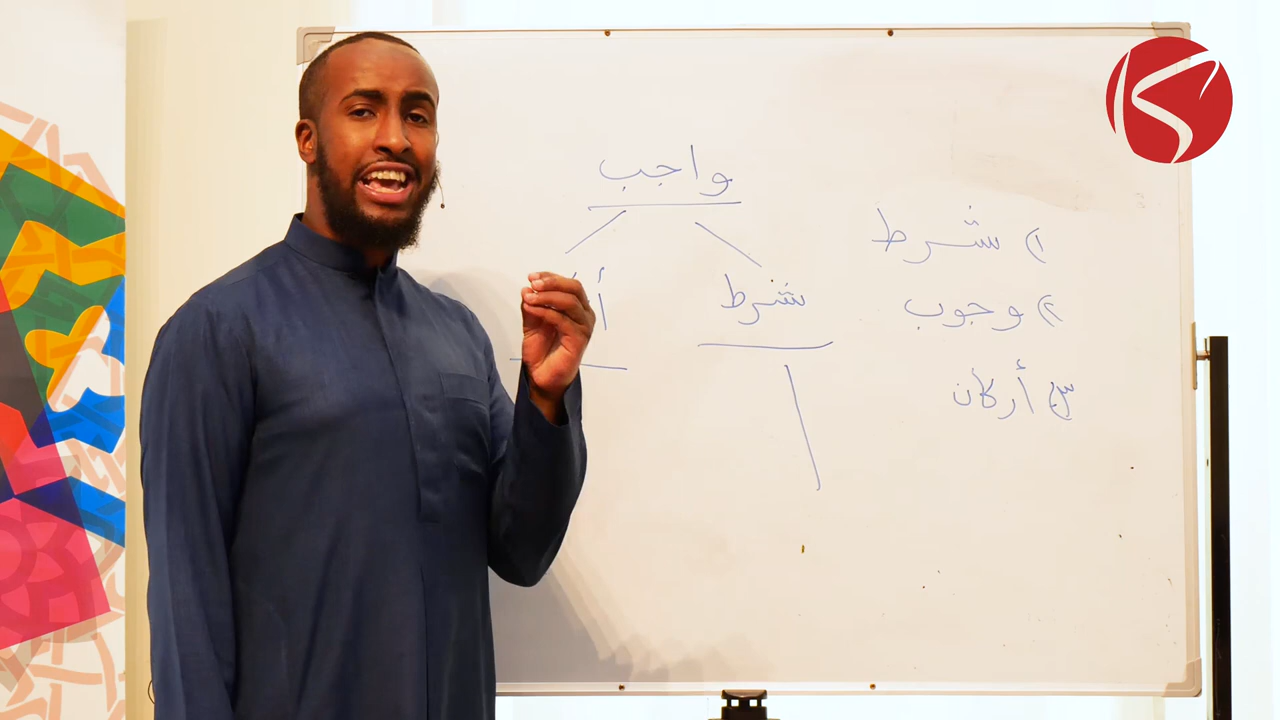 واجب
شرط أ
١) شرط
٢) وجوب
٣) أركان